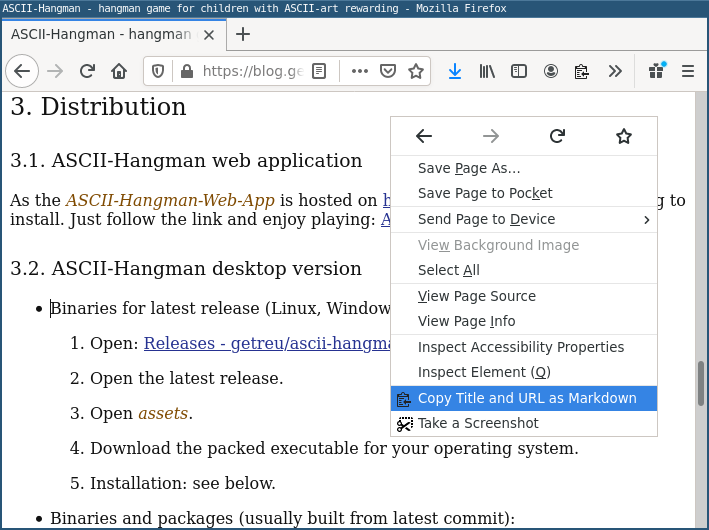 ASCII-Hangman - hangman game for children with ASCII-art rewarding - Mozilla Firefox
ASCII-Hangman - hangman
https://blog.ge
3. Distribution
3.1. ASCII-Hangman web application
As the ASCII-Hangman-Web-App is hosted on h
g to
install. Just follow the link and enjoy playing: A
3.2. ASCII-Hangman desktop version
• Binaries for latest release (Linux, Window
1. Open: Releases - getreu/ascii-hangma
2. Open the latest release.
3. Open assets.
4. Download the packed executable for your operating system.
5. Installation: see below.
• Binaries and packages (usually built from latest commit):
Save Page As...
Save Page to Pocket
Send Page to Device
View Background Image
Select All
View Page Source
View Page Info
Inspect Accessibility Properties
Inspect Element (Q)
Copy Title and URL as Markdown
Take a Screenshot